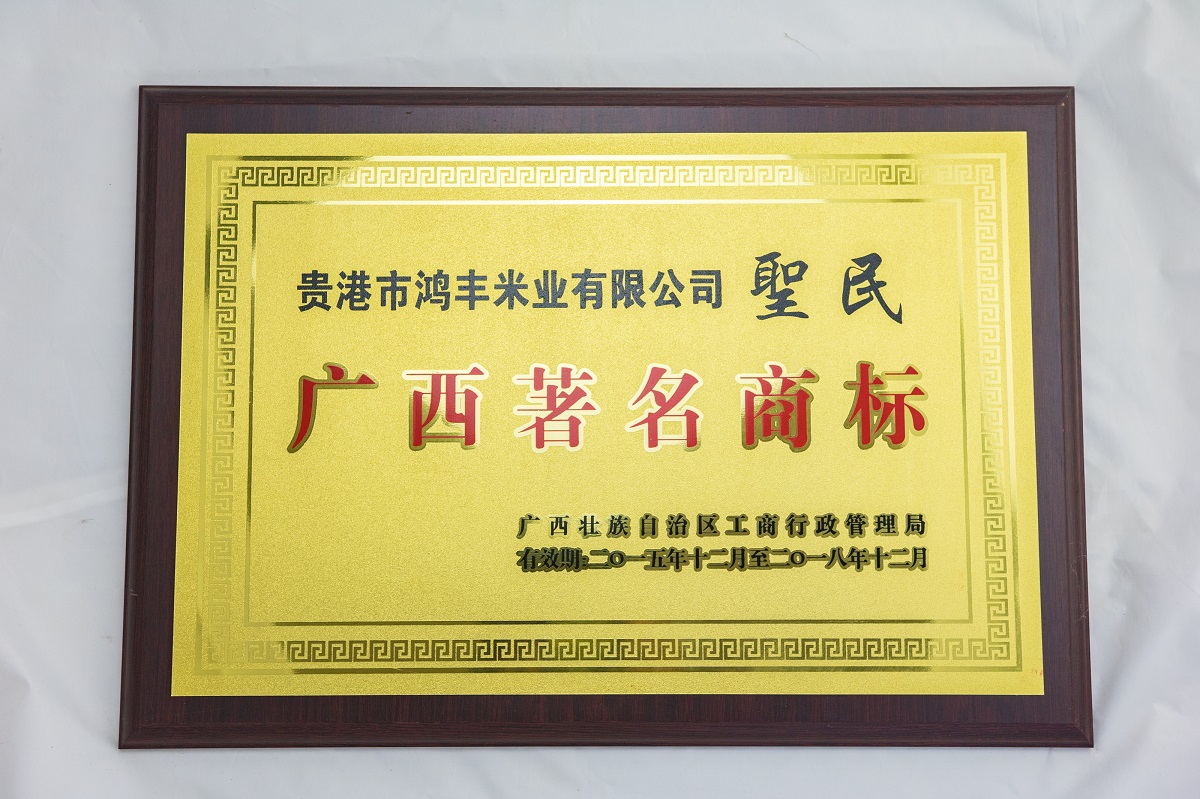 贵港市鸿丰米业有限公司 聖民
广西著名商标
广西壮族自治区工商行政管理局
有效期:二〇一五年十二月至二〇一八年十二月